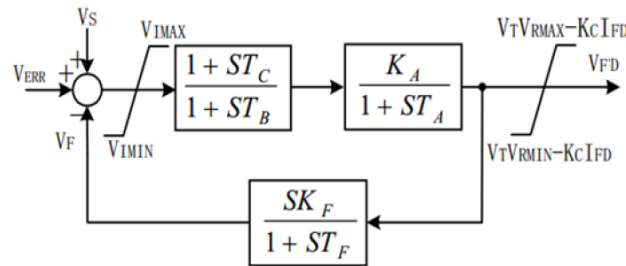 VS
VERR
+
+
−
VF
VIMAX
VIMIN
1 + STC
1 + STB
KA
1 + STA
VTVRMAX−KCIFD
VFD
VTVRMIN−KCIFD
SKF
1 + STF